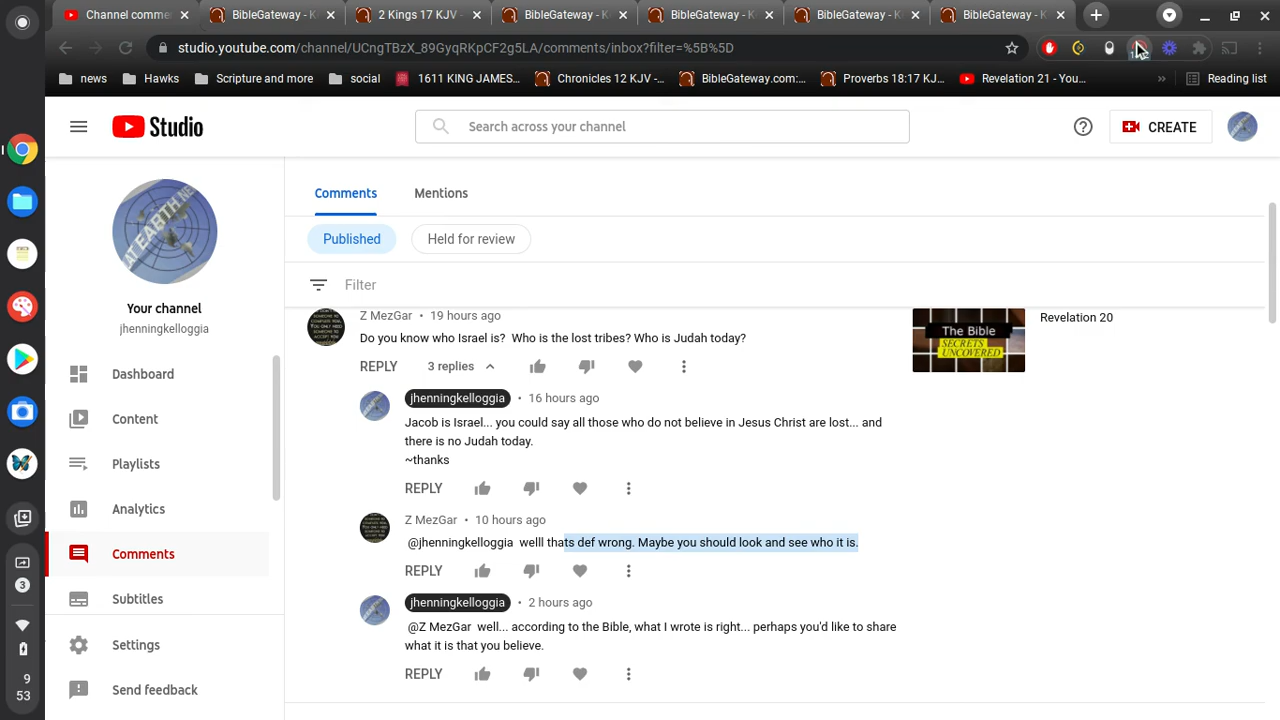 Channel comme
BibleGateway - K
2 Kings 17 KJV -
BibleGateway - K
BibleGateway - K
BibleGateway - K
BibleGateway - K
studio.youtube.com/channel/UCngTBzX_89GyqRKpCF2g5LA/comments/inbox?filter=%5B%5D
news
Hawks
Scripture and more
social
1611 KING JAMES...
Chronicles 12 KJV -...
BibleGateway.com:...
Proverbs 18:17 KJ...
Revelation 21 - You...
»
Reading list
Studio
Search across your channel
CREATE
Comments
Mentions
Published
Held for review
Filter
AT EARTH.NE
Your channel
jhenningkelloggia
Dashboard
Content
Playlists
Analytics
Comments
Subtitles
Settings
Send feedback
Z MezGar • 19 hours ago
Do you know who Israel is?  Who is the lost tribes? Who is Judah today?
REPLY
3 replies
The Bible
SECRETS
UNCOVERED
Revelation 20
jhenningkelloggia • 16 hours ago
Jacob is Israel... you could say all those who do not believe in Jesus Christ are lost... and
there is no Judah today.
~thanks
REPLY
Z MezGar • 10 hours ago
@jhenningkelloggia  welll thats def wrong. Maybe you should look and see who it is.
REPLY
jhenningkelloggia • 2 hours ago
@Z MezGar  well... according to the Bible, what I wrote is right... perhaps you'd like to share
what it is that you believe.
REPLY
3
9
53